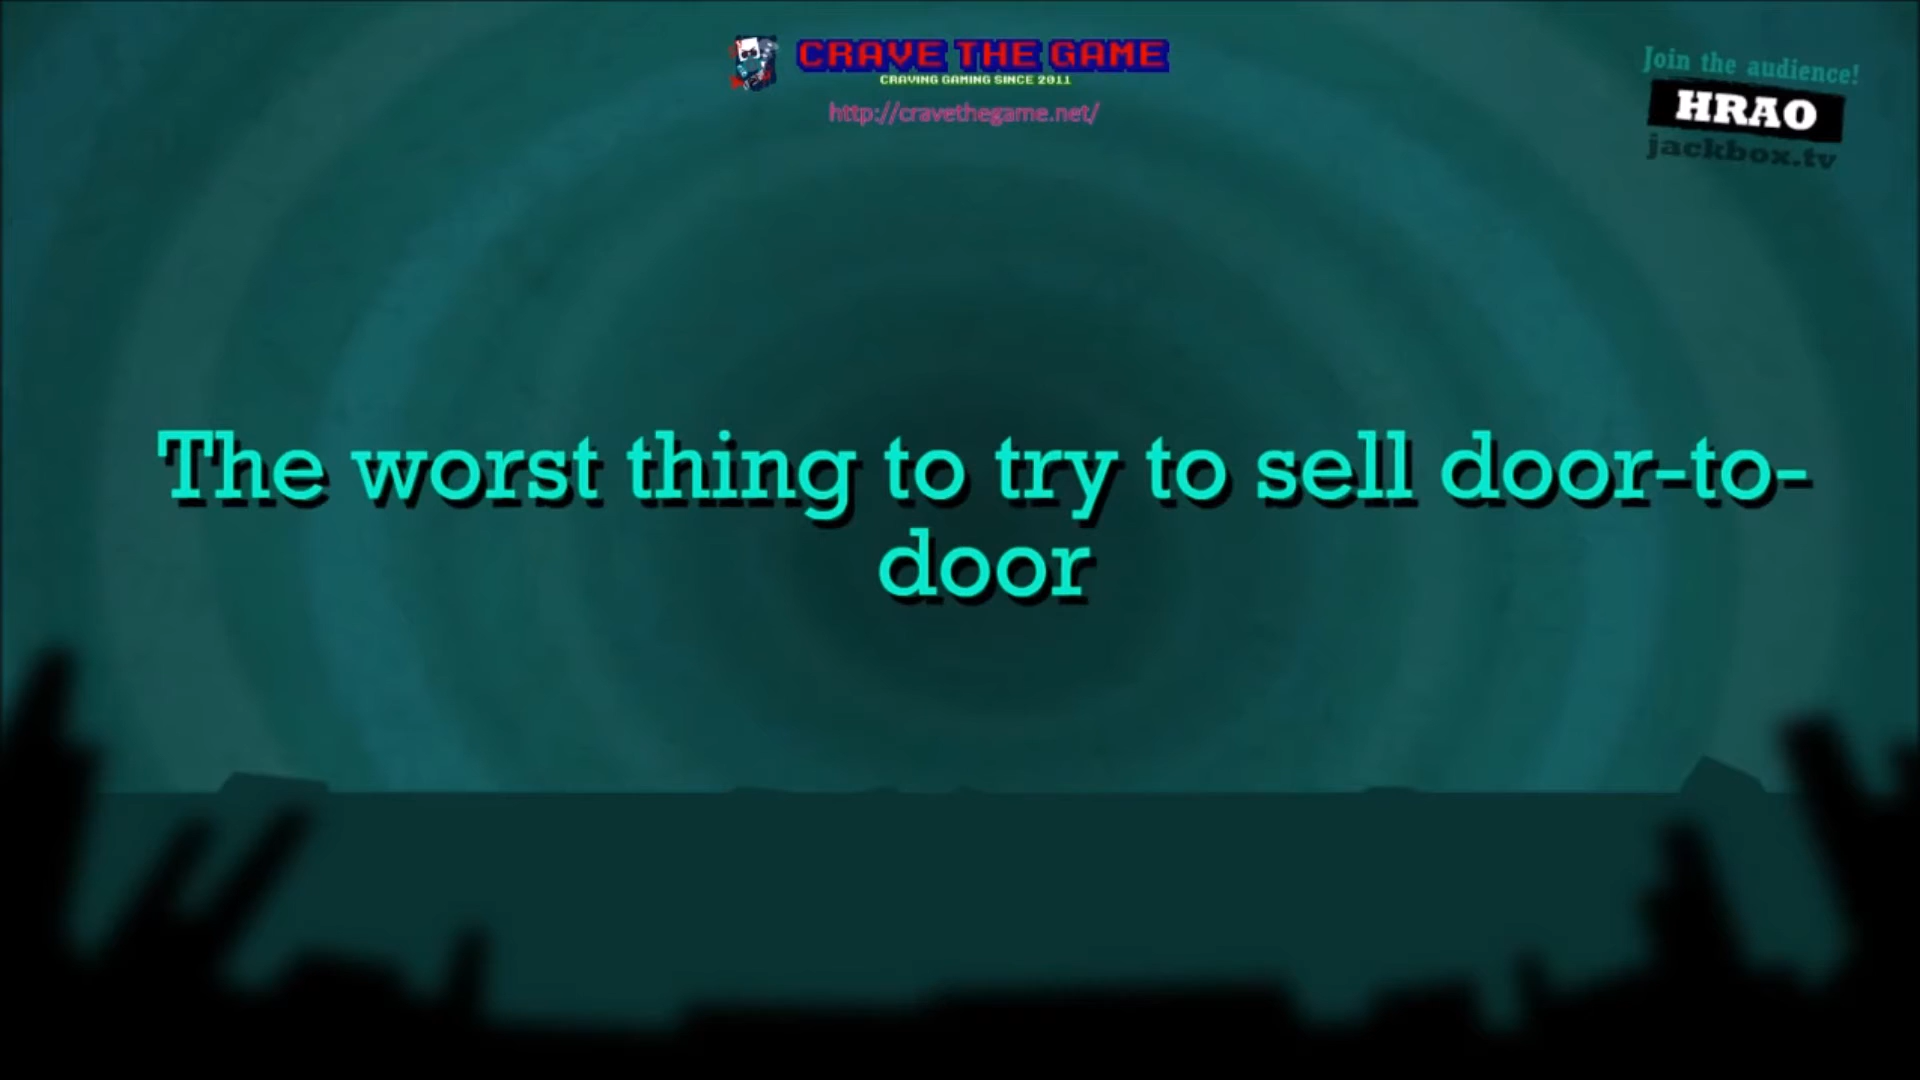 CRAVE THE GAME
CRAVING GAMING SINCE 2011
http://cravethegame.net/
Join the audience!
HRAO
jackbox.tv
The worst thing to try to sell door-to-
door